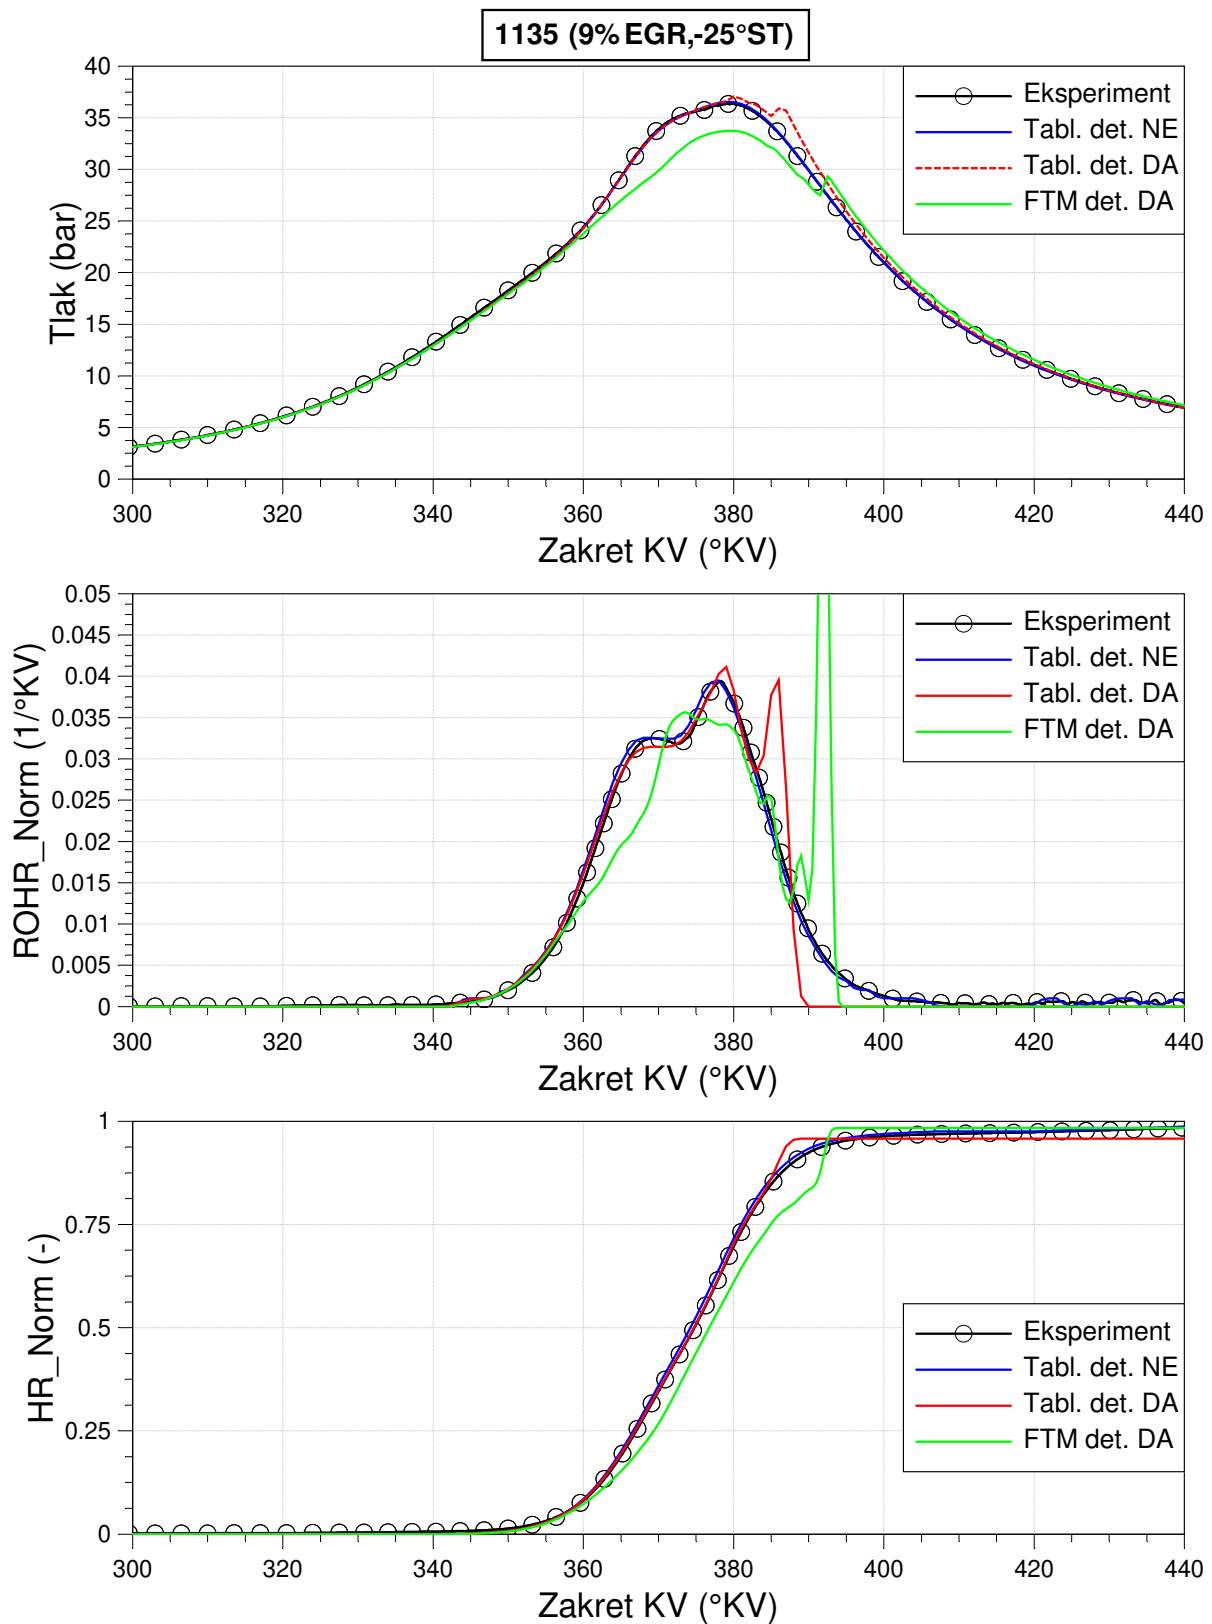 1135 (9% EGR,-25°ST)
40
35
30
25
20
15
10
5
0
Tlak (bar)
Eksperiment
Tabl. det. NE
Tabl. det. DA
FTM det. DA
300 320 340 360 380 400 420 440
Zakret KV (°KV)
0.05
0.045
0.04
0.035
0.03
0.025
0.02
0.015
0.01
0.005
0
ROHR_Norm (1/°KV)
Eksperiment
Tabl. det. NE
Tabl. det. DA
FTM det. DA
300 320 340 360 380 400 420 440
Zakret KV (°KV)
1
0.75
0.5
0.25
0
HR_Norm (-)
Eksperiment
Tabl. det. NE
Tabl. det. DA
FTM det. DA
300 320 340 360 380 400 420 440
Zakret KV (°KV)